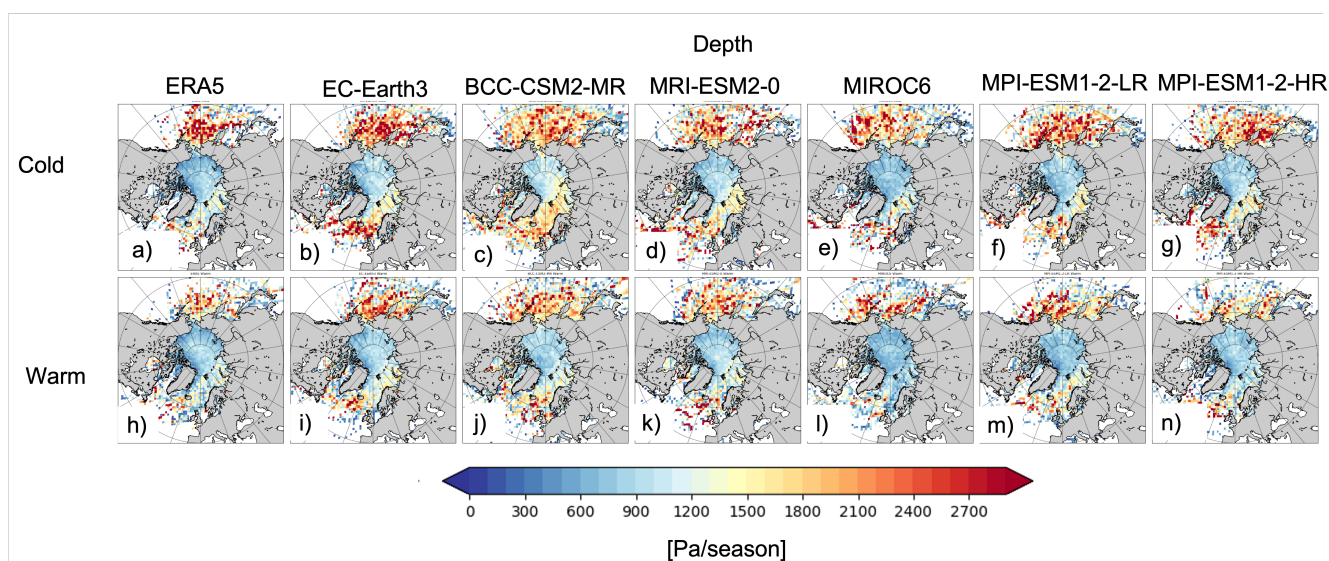 Depth
ERA5 EC-Earth3 BCC-CSM2-MR MRI-ESM2-0 MIROC6 MPI-ESM1-2-LR MPI-ESM1-2-HR
Cold
a) b) c) d) e) f) g)
Warm
h) i) j) k) l) m) n)
0 300 600 900 1200 1500 1800 2100 2400 2700
[Pa/season]